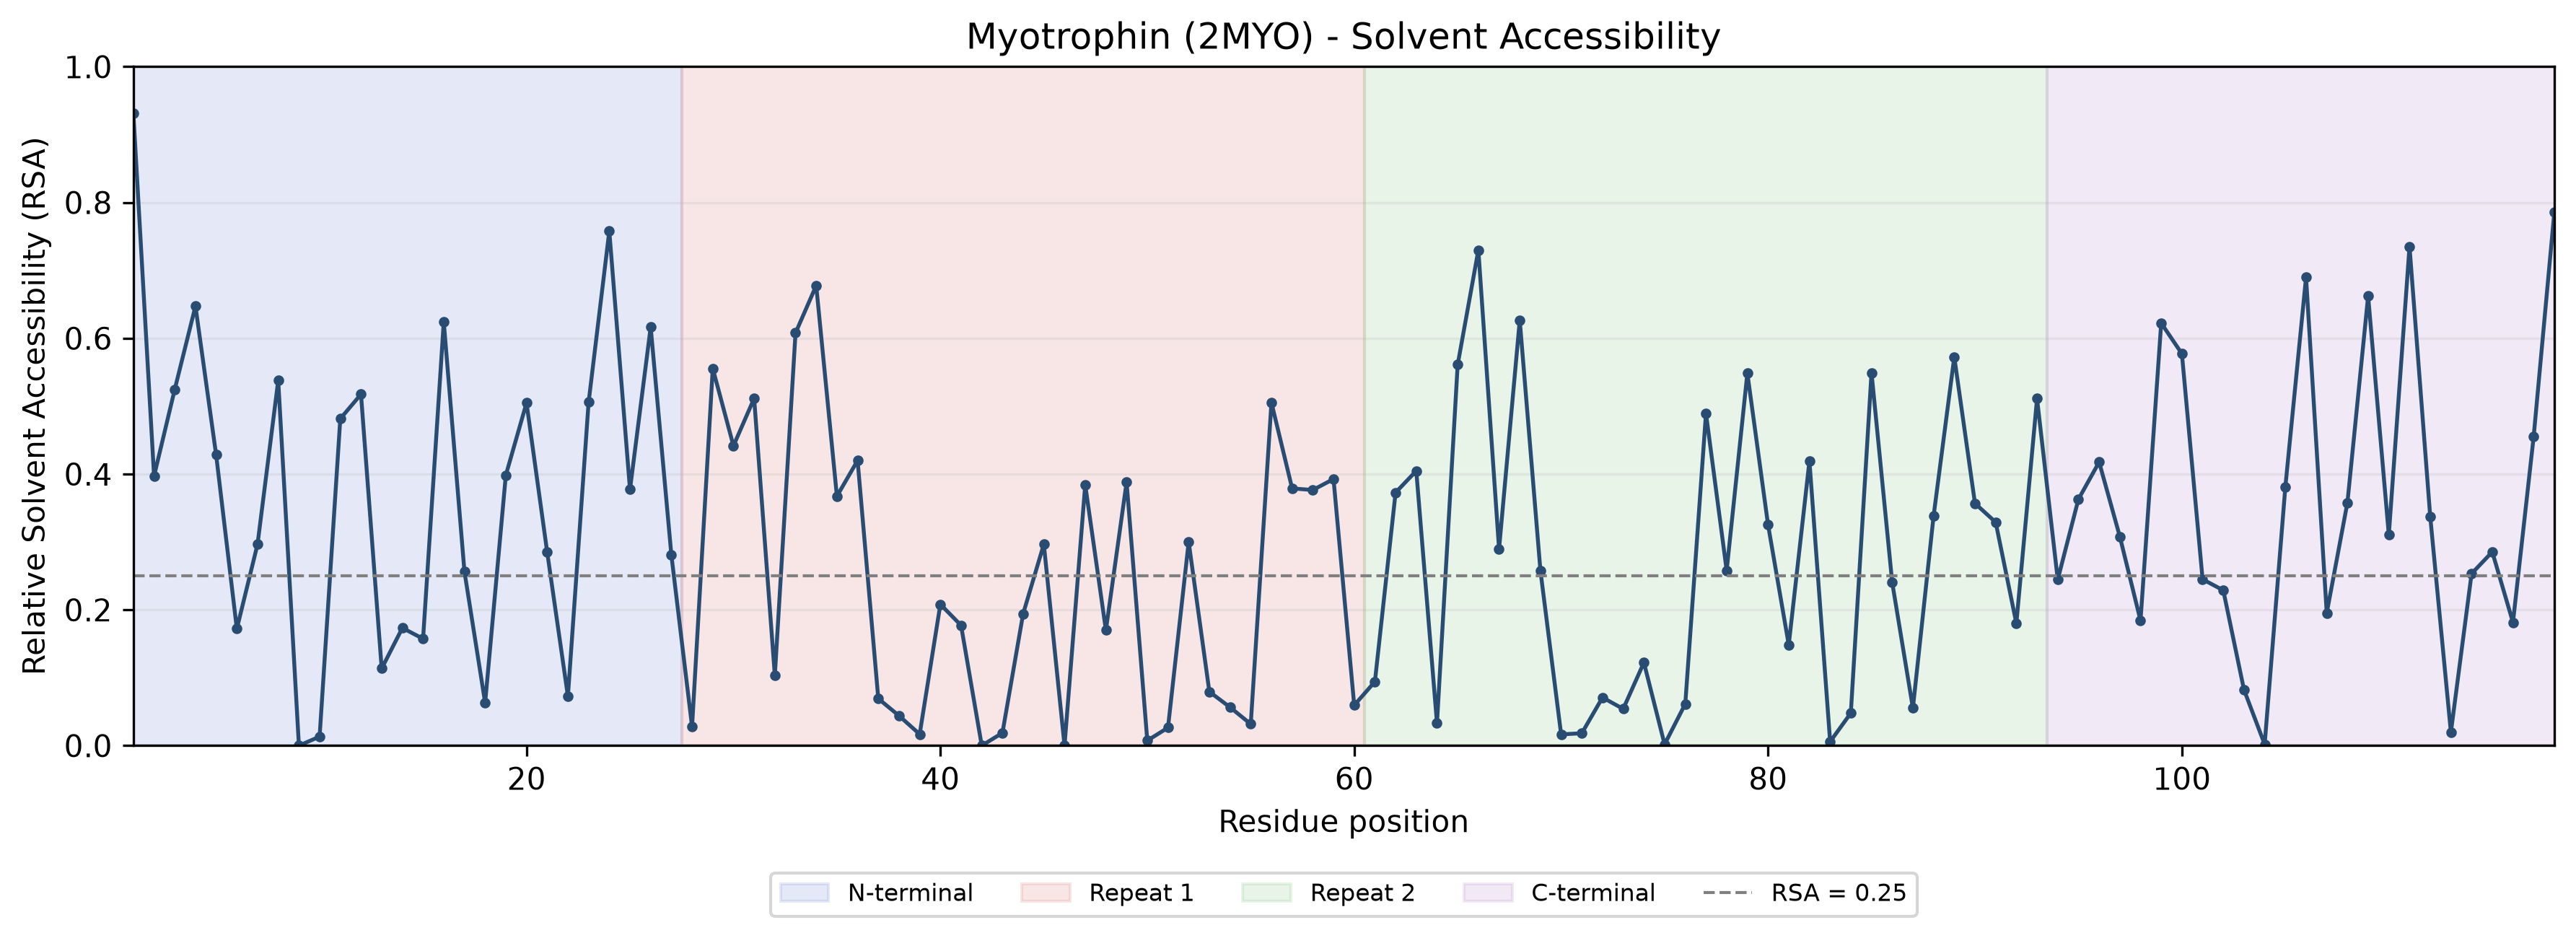 Myotrophin (2MYO) - Solvent Accessibility
Relative Solvent Accessibility (RSA)
1.0
0.8
0.6
0.4
0.2
0.0
20 40 60 80 100
Residue position
N-terminal Repeat 1 Repeat 2 C-terminal RSA = 0.25